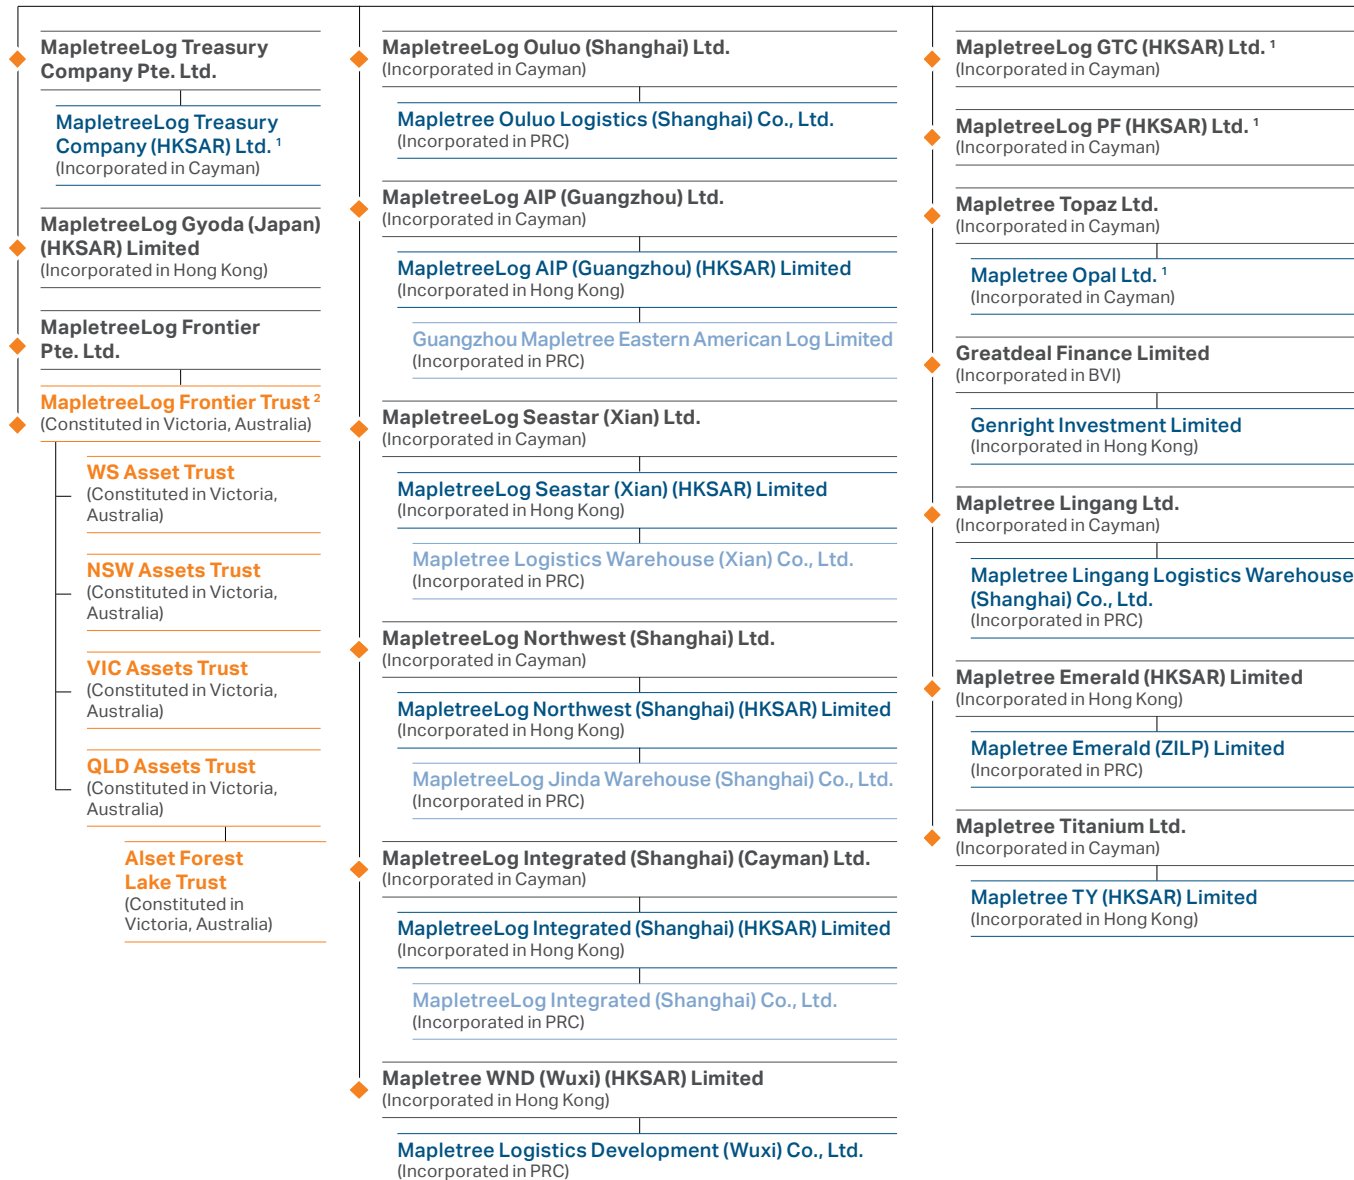 MapletreeLog Treasury
Company Pte. Ltd.
MapletreeLog Treasury
Company (HKSAR) Ltd. ¹
(Incorporated in Cayman)
MapletreeLog Gyoda (Japan)
(HKSAR) Limited
(Incorporated in Hong Kong)
MapletreeLog Frontier
Pte. Ltd.
MapletreeLog Frontier Trust ²
(Constituted in Victoria, Australia)
WS Asset Trust
(Constituted in Victoria,
Australia)
NSW Assets Trust
(Constituted in Victoria,
Australia)
VIC Assets Trust
(Constituted in Victoria,
Australia)
QLD Assets Trust
(Constituted in Victoria,
Australia)
Alset Forest
Lake Trust
(Constituted in
Victoria, Australia)
MapletreeLog Ouluo (Shanghai) Ltd.
(Incorporated in Cayman)
Mapletree Ouluo Logistics (Shanghai) Co., Ltd.
(Incorporated in PRC)
MapletreeLog AIP (Guangzhou) Ltd.
(Incorporated in Cayman)
MapletreeLog AIP (Guangzhou) (HKSAR) Limited
(Incorporated in Hong Kong)
Guangzhou Mapletree Eastern American Log Limited
(Incorporated in PRC)
MapletreeLog Seastar (Xian) Ltd.
(Incorporated in Cayman)
MapletreeLog Seastar (Xian) (HKSAR) Limited
(Incorporated in Hong Kong)
Mapletree Logistics Warehouse (Xian) Co., Ltd.
(Incorporated in PRC)
MapletreeLog Northwest (Shanghai) Ltd.
(Incorporated in Cayman)
MapletreeLog Northwest (Shanghai) (HKSAR) Limited
(Incorporated in Hong Kong)
MapletreeLog Jinda Warehouse (Shanghai) Co., Ltd.
(Incorporated in PRC)
MapletreeLog Integrated (Shanghai) (Cayman) Ltd.
(Incorporated in Cayman)
MapletreeLog Integrated (Shanghai) (HKSAR) Limited
(Incorporated in Hong Kong)
MapletreeLog Integrated (Shanghai) Co., Ltd.
(Incorporated in PRC)
Mapletree WND (Wuxi) (HKSAR) Limited
(Incorporated in Hong Kong)
Mapletree Logistics Development (Wuxi) Co., Ltd.
(Incorporated in PRC)
MapletreeLog GTC (HKSAR) Ltd. ¹
(Incorporated in Cayman)
MapletreeLog PF (HKSAR) Ltd. ¹
(Incorporated in Cayman)
Mapletree Topaz Ltd.
(Incorporated in Cayman)
Mapletree Opal Ltd. ¹
(Incorporated in Cayman)
Greatdeal Finance Limited
(Incorporated in BVI)
Genright Investment Limited
(Incorporated in Hong Kong)
Mapletree Lingang Ltd.
(Incorporated in Cayman)
Mapletree Lingang Logistics Warehouse
(Shanghai) Co., Ltd.
(Incorporated in PRC)
Mapletree Emerald (HKSAR) Limited
(Incorporated in Hong Kong)
Mapletree Emerald (ZILP) Limited
(Incorporated in PRC)
Mapletree Titanium Ltd.
(Incorporated in Cayman)
Mapletree TY (HKSAR) Limited
(Incorporated in Hong Kong)